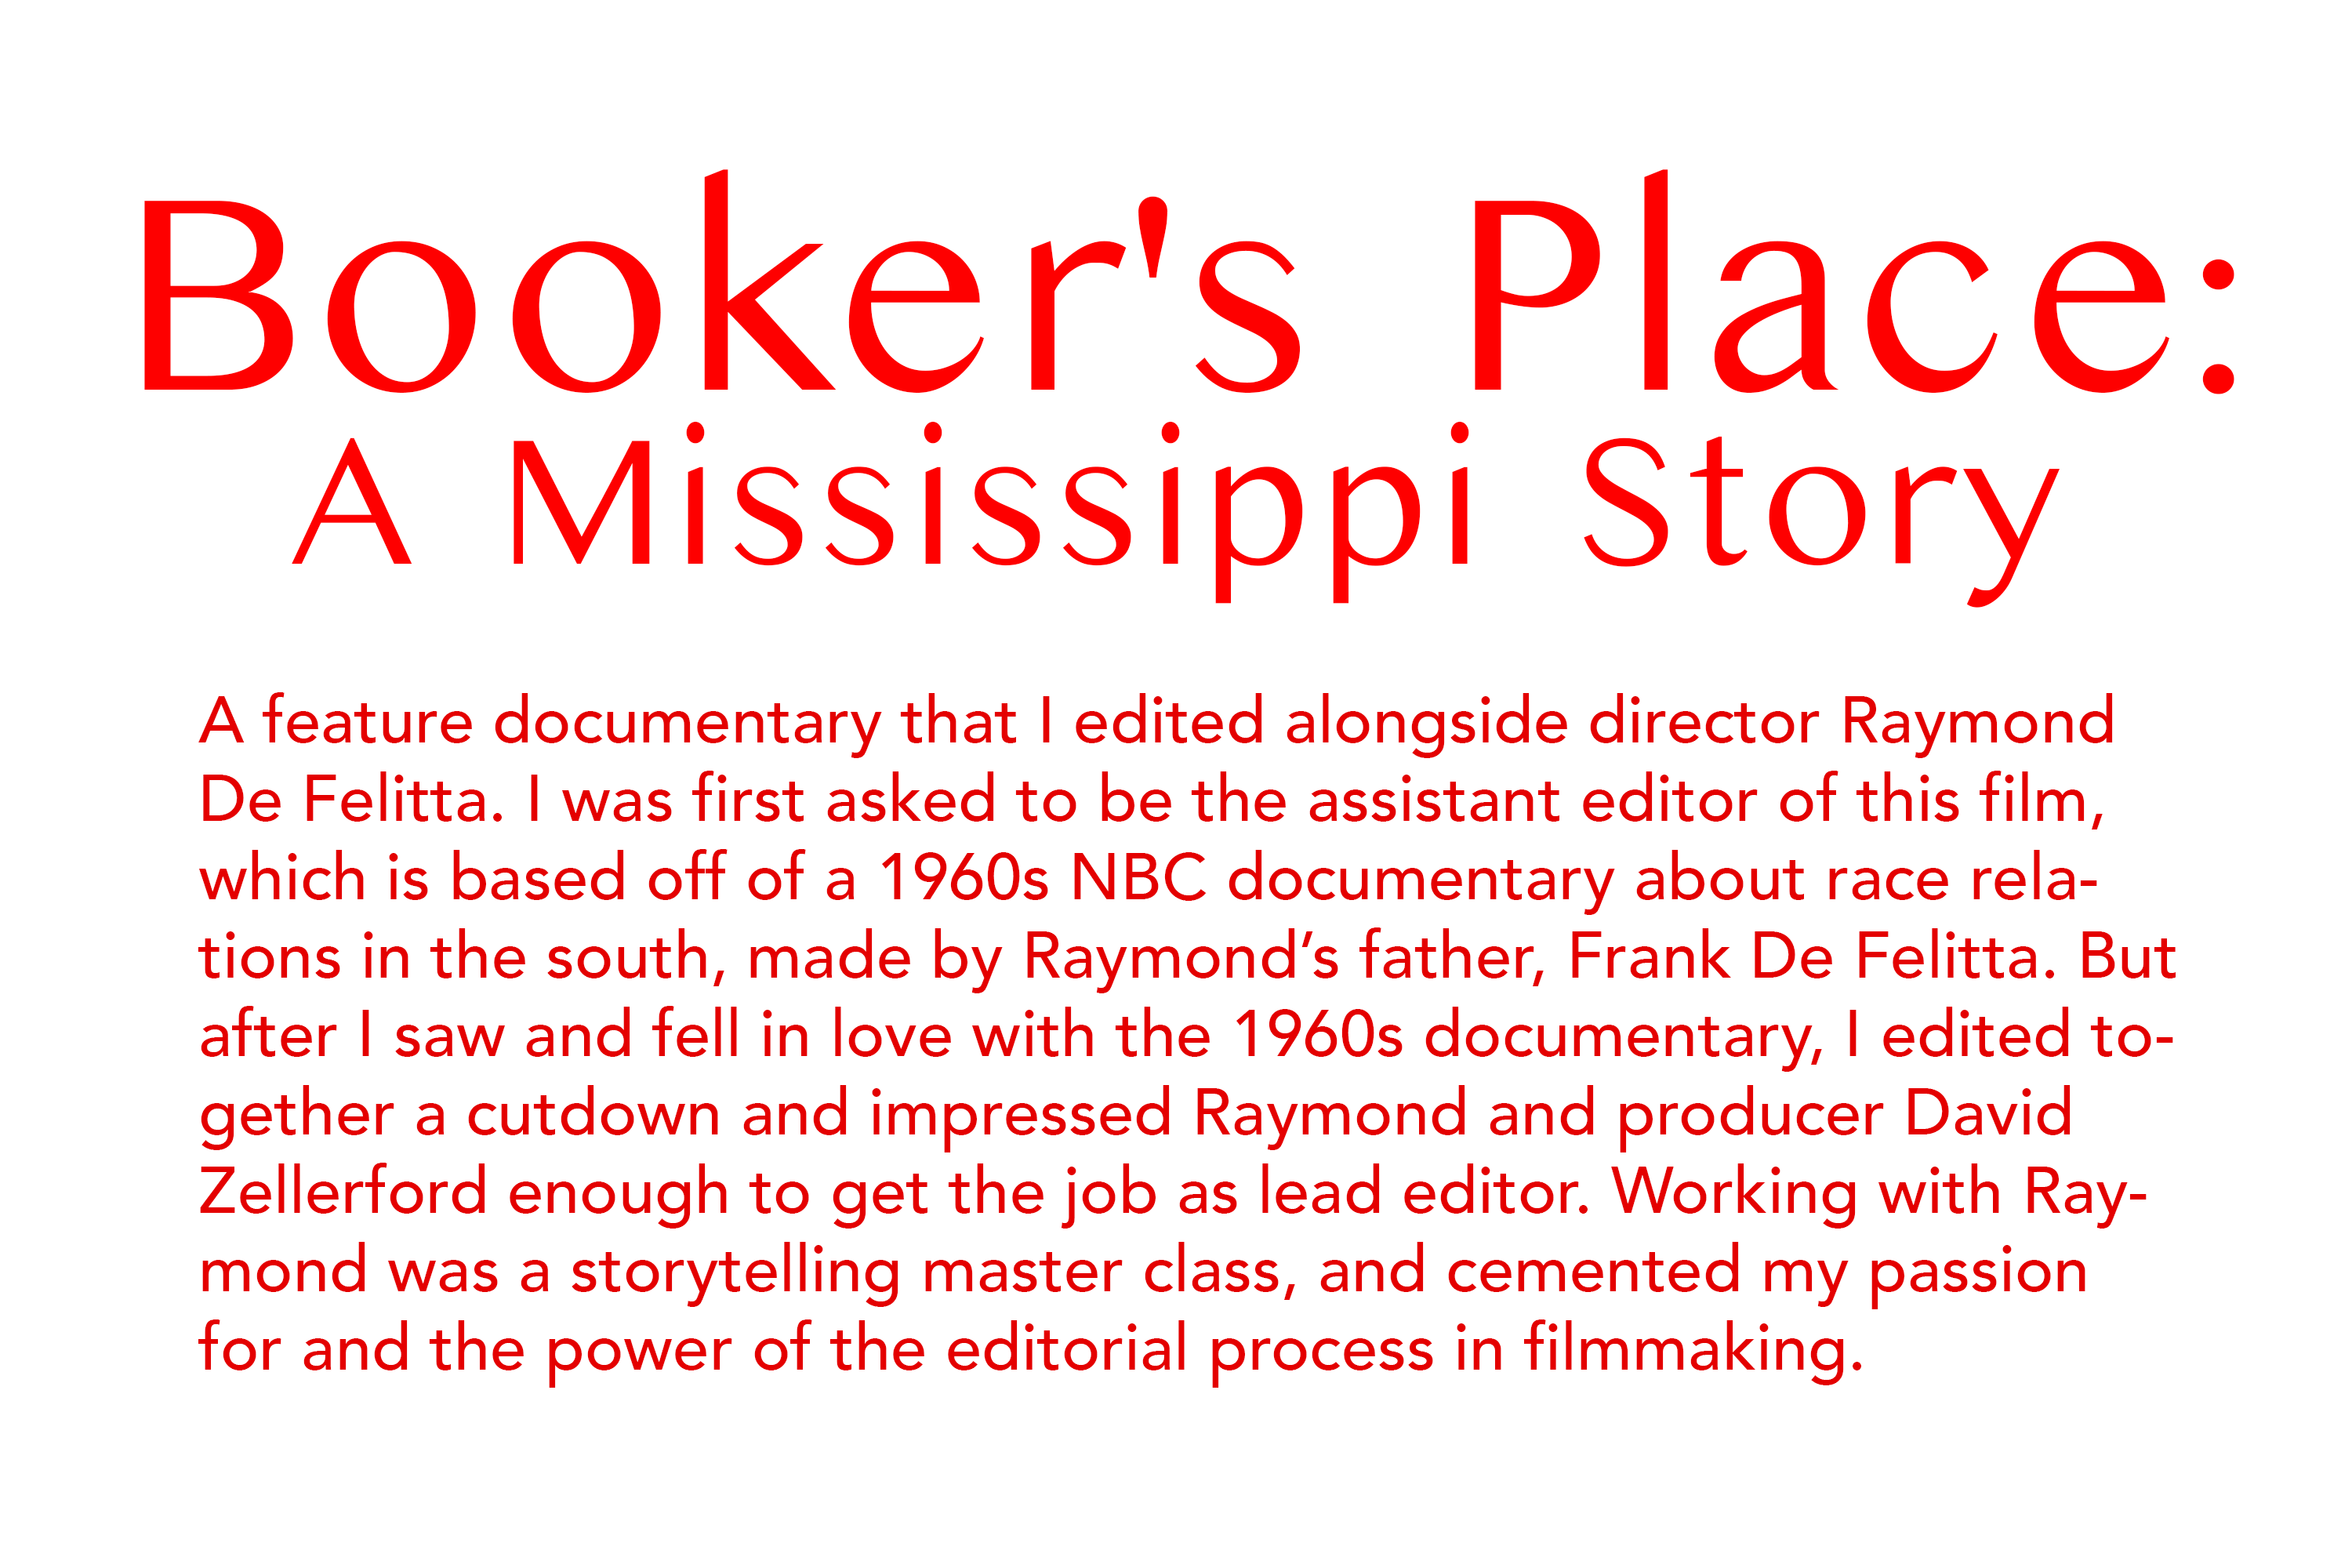 Booker's Place:
A Mississippi Story
A feature documentary that I edited alongside director Raymond
De Felitta. I was first asked to be the assistant editor of this film,
which is based off of a 1960s NBC documentary about race rela-
tions in the south, made by Raymond’s father, Frank De Felitta. But
after I saw and fell in love with the 1960s documentary, I edited to-
gether a cutdown and impressed Raymond and producer David
Zellerford enough to get the job as lead editor. Working with Ray-
mond was a storytelling master class, and cemented my passion
for and the power of the editorial process in filmmaking.